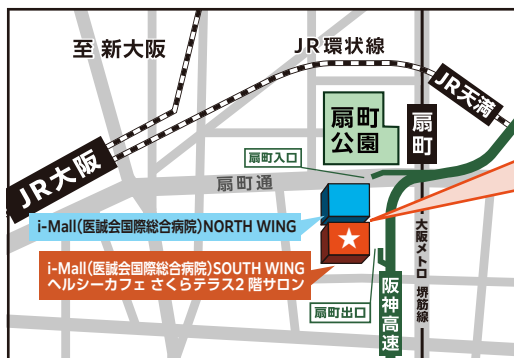 至 新大阪
JR環状線
JR天満
扇町
公園
扇町
扇町入口
JR大阪
扇町通
i-Mall(医誠会国際総合病院)NORTH WING
i-Mall(医誠会国際総合病院)SOUTH WING
ヘルシーカフェ さくらテラス2 階サロン
大阪メトロ 堺筋線
扇町出口
阪神高速